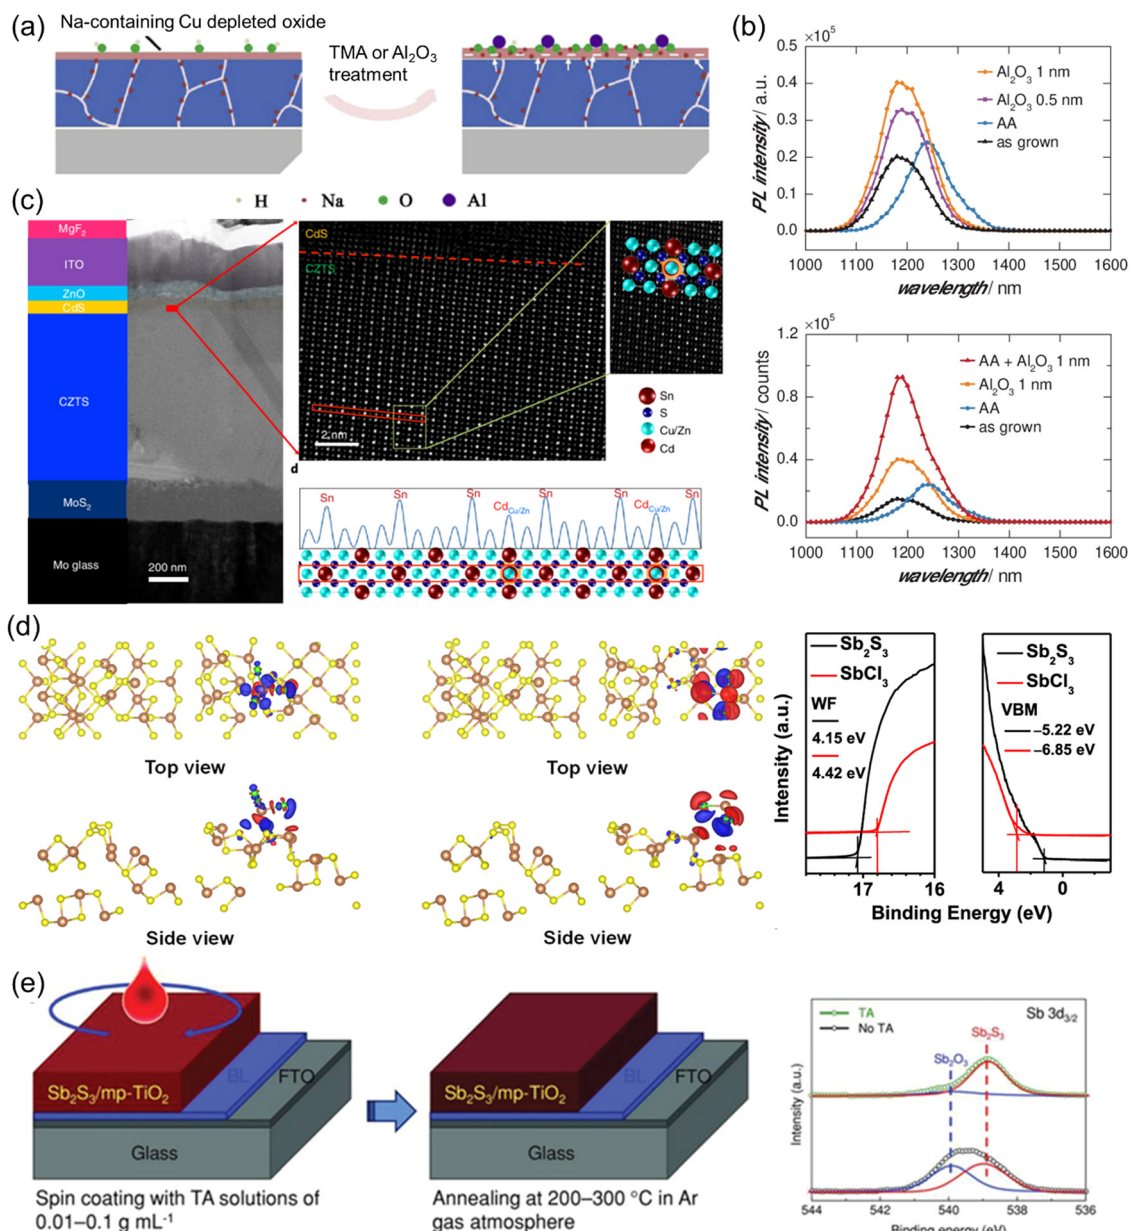 (a)
Na-containing Cu depleted oxide
TMA or Al₂O₃
treatment
H
Na
O
Al
(b)
×10⁵
0.5
0.4
0.3
0.2
0.1
0.0
PL intensity/ a.u.
Al₂O₃ 1 nm
Al₂O₃ 0.5 nm
AA
as grown
1000 1100 1200 1300 1400 1500 1600
wavelength/ nm
×10⁵
1.2
0.8
0.4
0.0
PL intensity/ counts
AA + Al₂O₃ 1 nm
Al₂O₃ 1 nm
AA
as grown
1000 1100 1200 1300 1400 1500 1600
wavelength/ nm
(c)
MgF₂
ITO
ZnO
CdS
CZTS
MoS₂
Mo glass
200 nm
CdS
CZTS
2 nm
Sn
S
Cu/Zn
Cd
d
Sn Sn Sn Sn Sn Sn
Cd Cu/Zn
Cd Cu/Zn
(d)
Top view
Top view
Side view
Side view
Intensity (a.u.)
Sb₂S₃
SbCl₃
WF
4.15 eV
4.42 eV
17 16
Sb₂S₃
SbCl₃
VBM
−5.22 eV
−6.85 eV
4 0
Binding Energy (eV)
(e)
Sb₂S₃/mp-TiO₂
BL
FTO
Glass
Spin coating with TA solutions of
0.01–0.1 g mL⁻¹
Sb₂S₃/mp-TiO₂
BL
FTO
Glass
Annealing at 200–300 °C in Ar
gas atmosphere
TA
No TA
Sb 3d₃/₂
Sb₂S₃
Sb₂O₃
Intensity (a.u.)
544 542 540 538 536
Binding energy (eV)